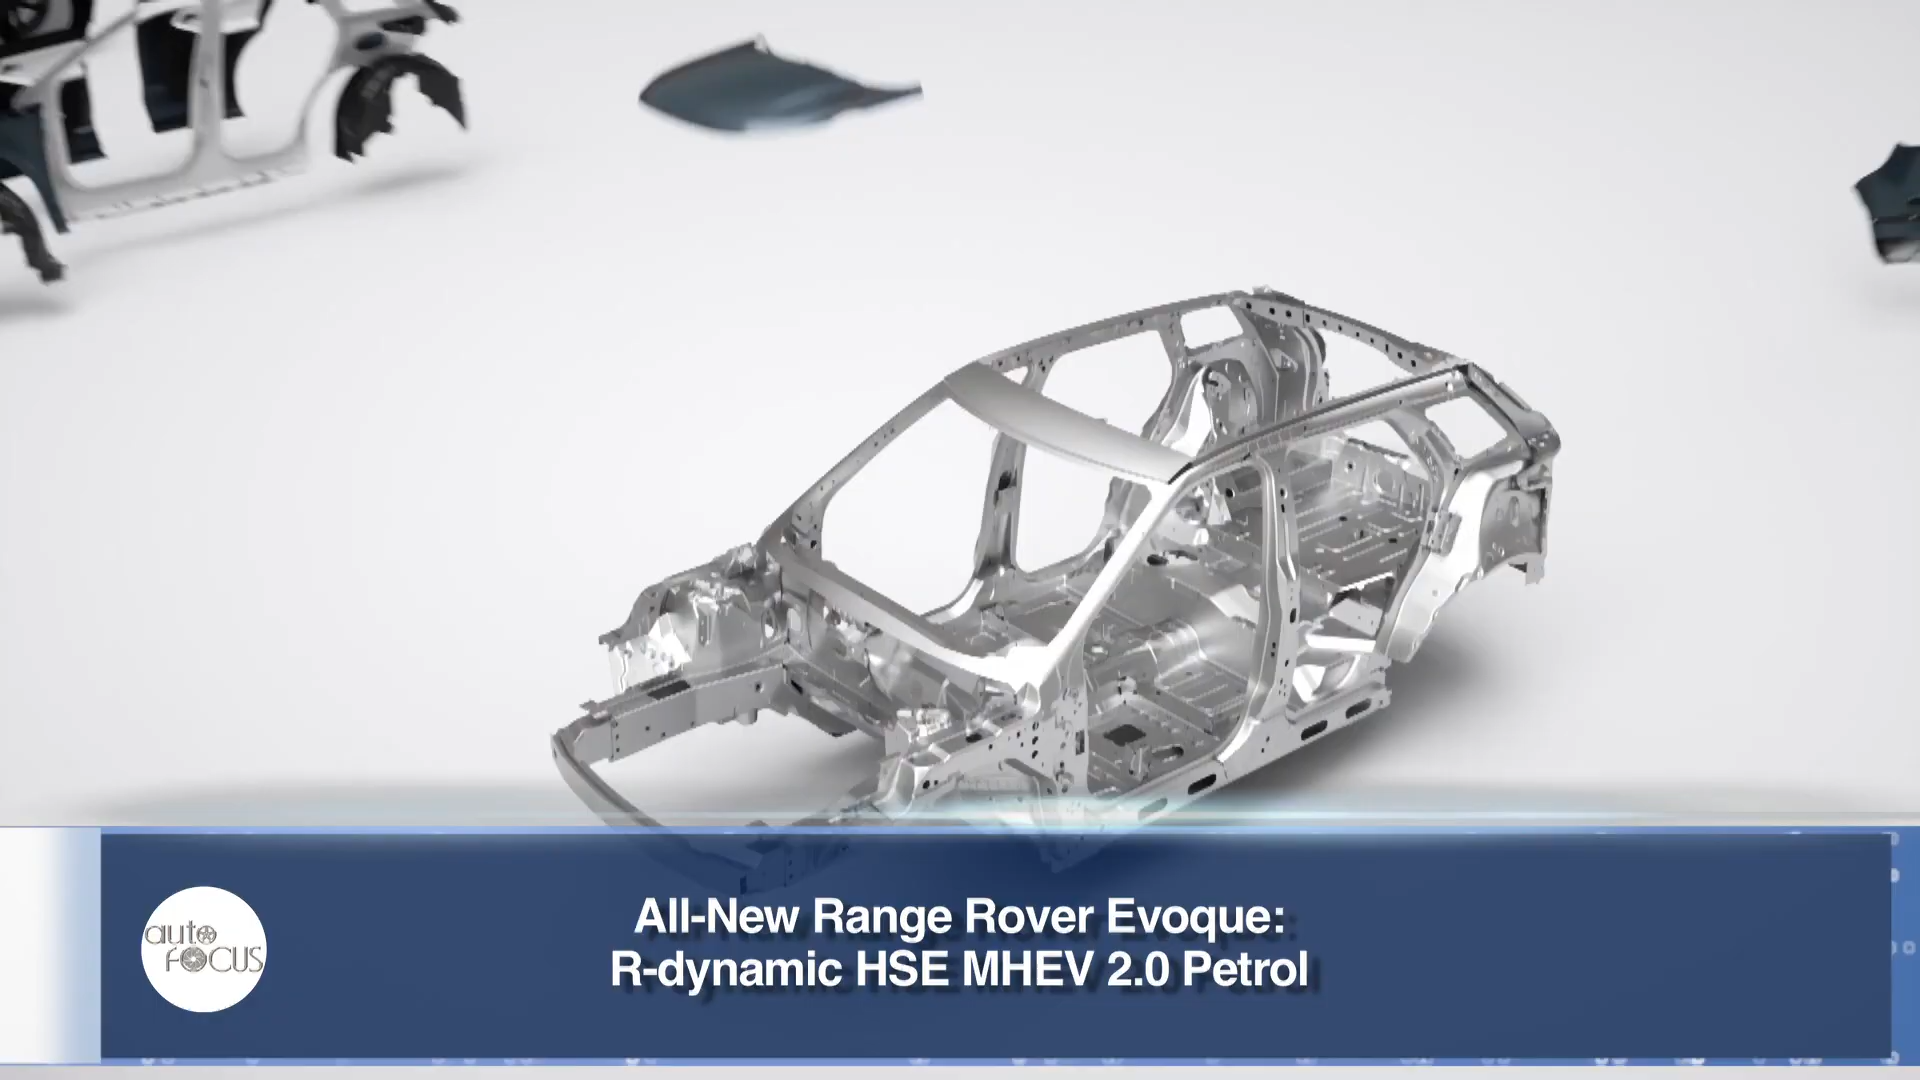 auto
FOCUS
All-New Range Rover Evoque:
R-dynamic HSE MHEV 2.0 Petrol